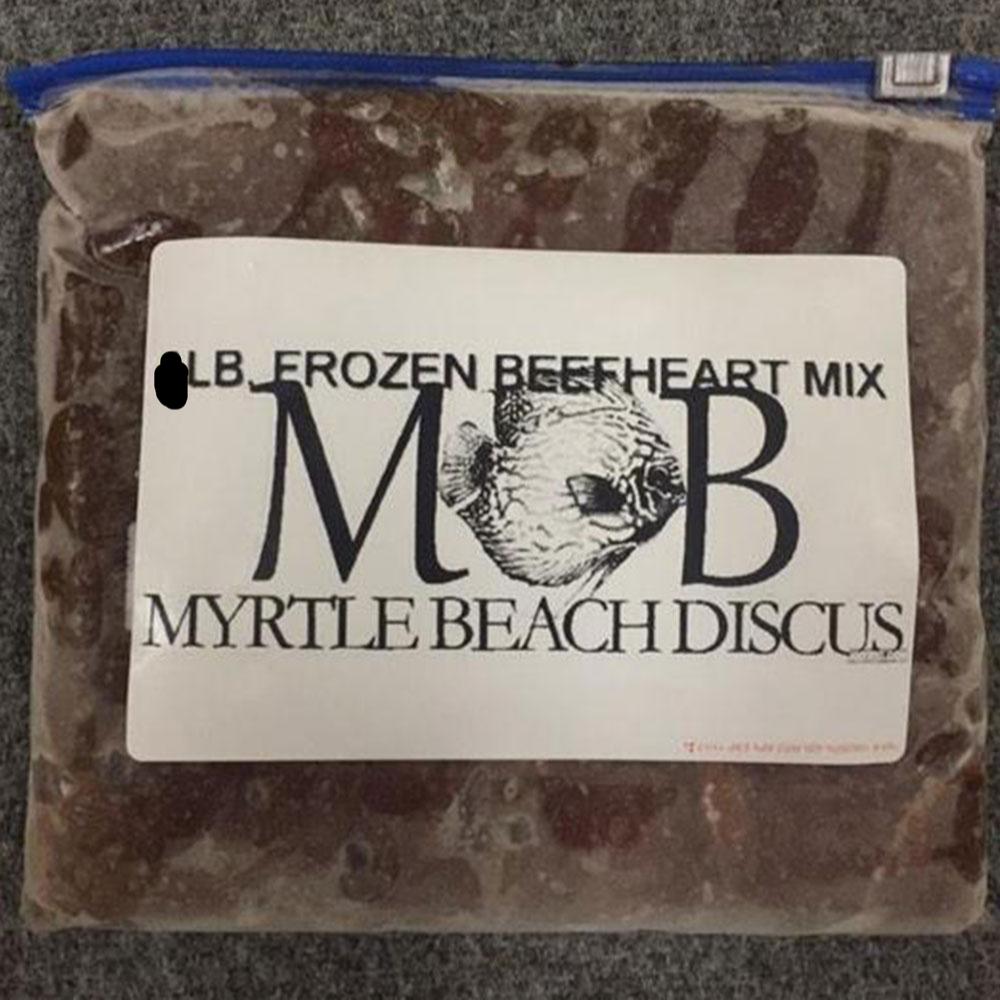 LB. FROZEN BEEFHEART MIX
M B
MYRTLE BEACH DISCUS